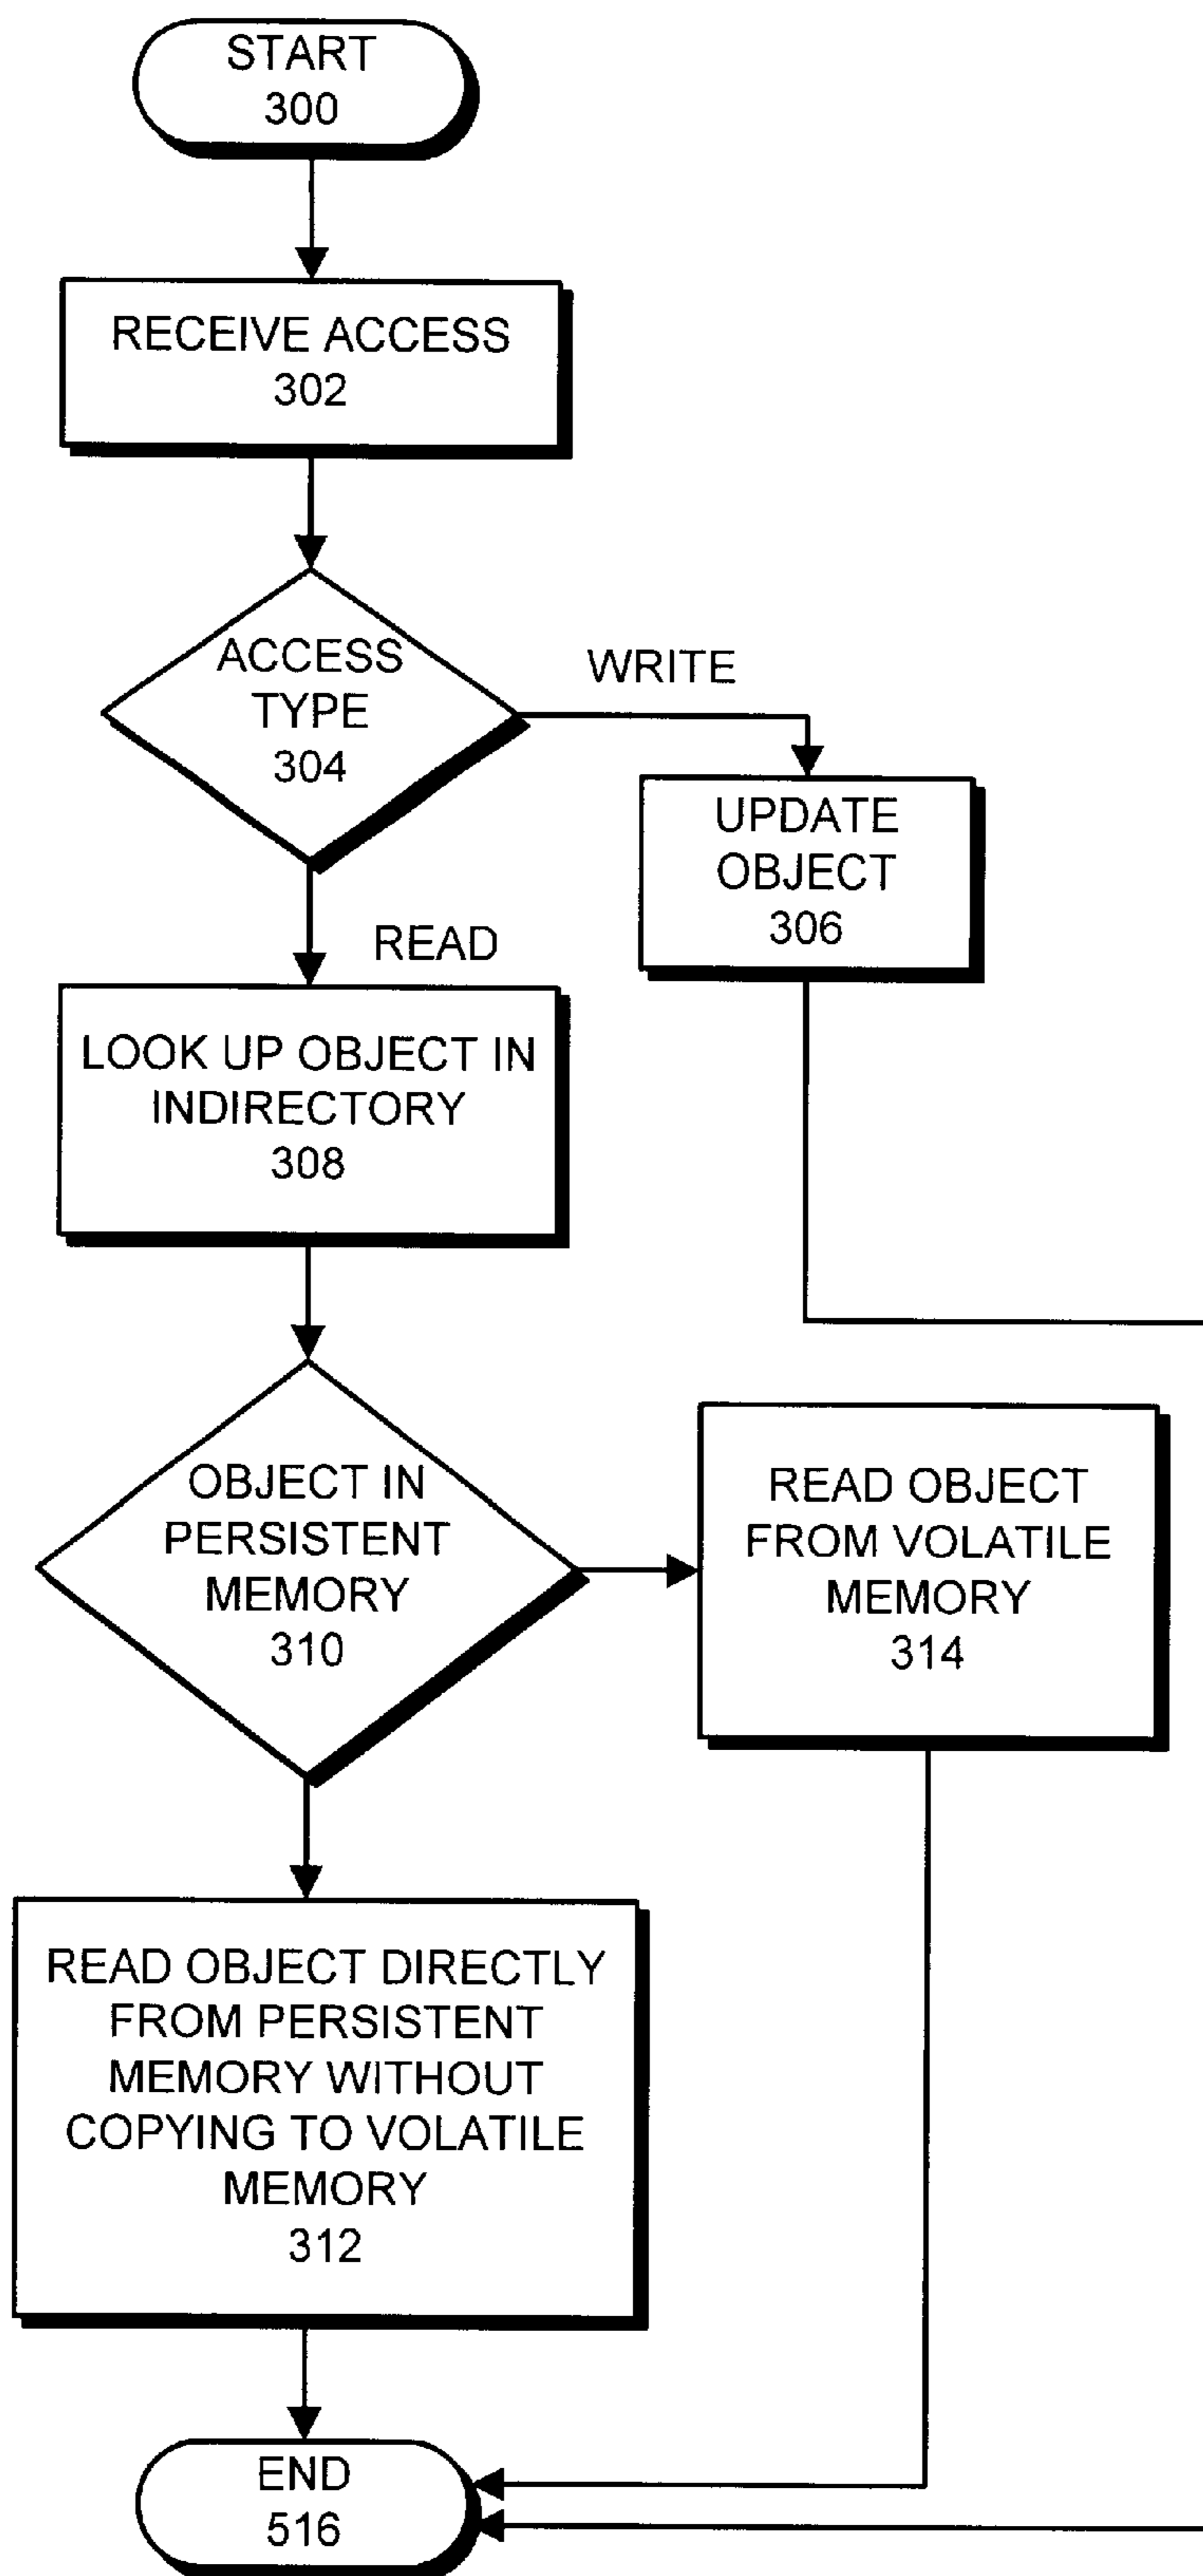 START
300
RECEIVE ACCESS
302
ACCESS
TYPE
304
WRITE
UPDATE
OBJECT
306
READ
LOOK UP OBJECT IN
INDIRECTORY
308
OBJECT IN
PERSISTENT
MEMORY
310
READ OBJECT
FROM VOLATILE
MEMORY
314
READ OBJECT DIRECTLY
FROM PERSISTENT
MEMORY WITHOUT
COPYING TO VOLATILE
MEMORY
312
END
516